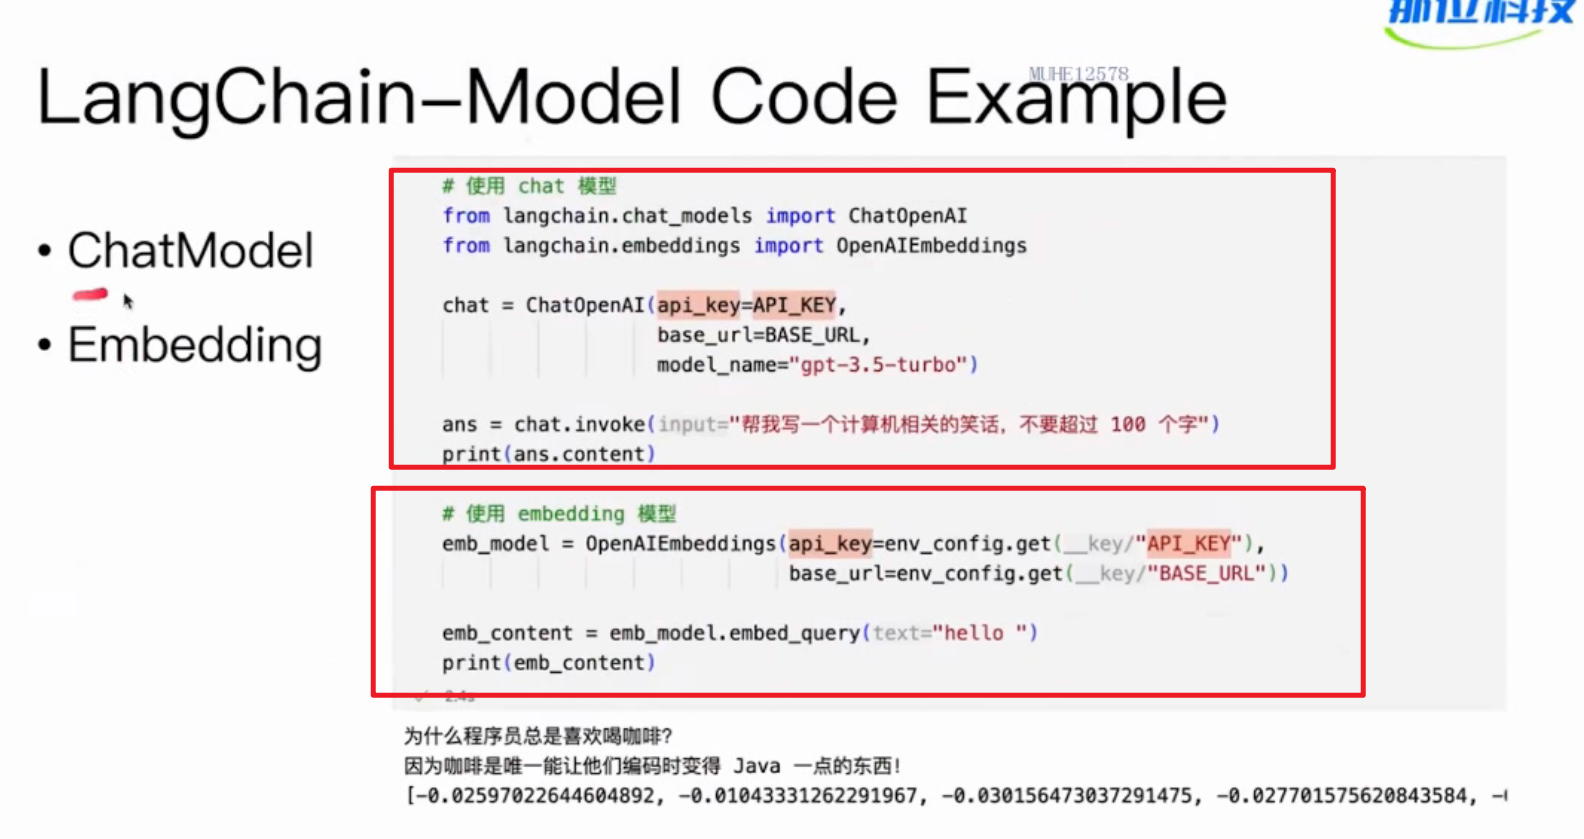 那位科技
MUHE12578
LangChain-Model Code Example
• ChatModel
• Embedding
# 使用 chat 模型
from langchain.chat_models import ChatOpenAI
from langchain.embeddings import OpenAIEmbeddings
chat = ChatOpenAI(api_key=API_KEY,
base_url=BASE_URL,
model_name="gpt-3.5-turbo")
ans = chat.invoke(input="帮我写一个计算机相关的笑话，不要超过 100 个字")
print(ans.content)
# 使用 embedding 模型
emb_model = OpenAIEmbeddings(api_key=env_config.get(__key/"API_KEY"),
base_url=env_config.get(__key/"BASE_URL"))
emb_content = emb_model.embed_query(text="hello ")
print(emb_content)
2.4s
为什么程序员总是喜欢喝咖啡?
因为咖啡是唯一能让他们编码时变得 Java 一点的东西!
[-0.02597022644604892, -0.01043331262291967, -0.030156473037291475, -0.027701575620843584,